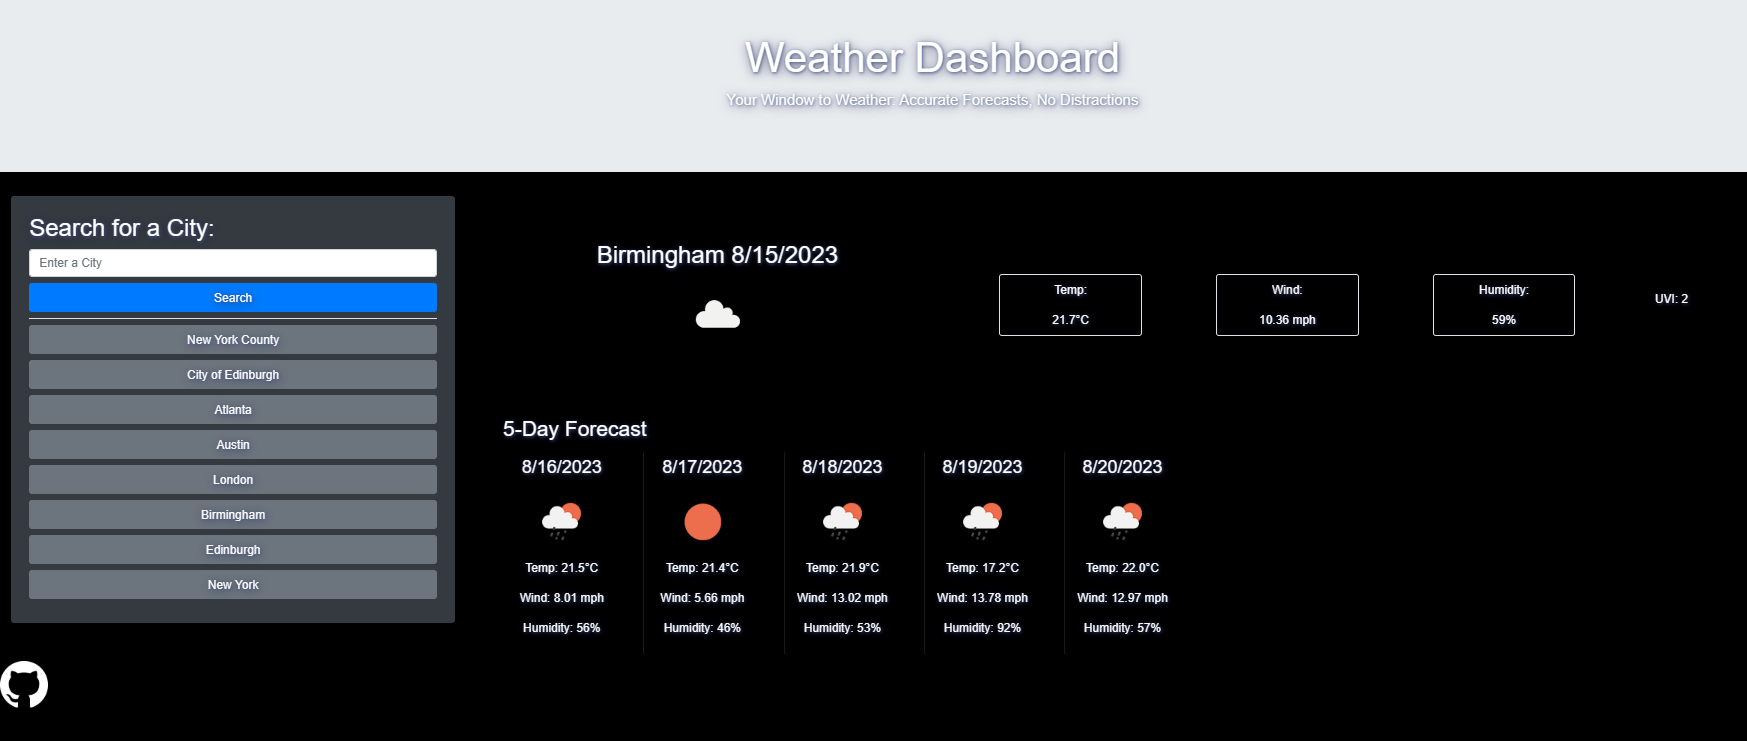 Weather Dashboard
Your Window to Weather: Accurate Forecasts, No Distractions
Search for a City:
Enter a City
Search
New York County
City of Edinburgh
Atlanta
Austin
London
Birmingham
Edinburgh
New York
Birmingham 8/15/2023
Temp:
21.7°C
Wind:
10.36 mph
Humidity:
59%
UVI: 2
5-Day Forecast
8/16/2023
Temp: 21.5°C
Wind: 8.01 mph
Humidity: 56%
8/17/2023
Temp: 21.4°C
Wind: 5.66 mph
Humidity: 46%
8/18/2023
Temp: 21.9°C
Wind: 13.02 mph
Humidity: 53%
8/19/2023
Temp: 17.2°C
Wind: 13.78 mph
Humidity: 92%
8/20/2023
Temp: 22.0°C
Wind: 12.97 mph
Humidity: 57%